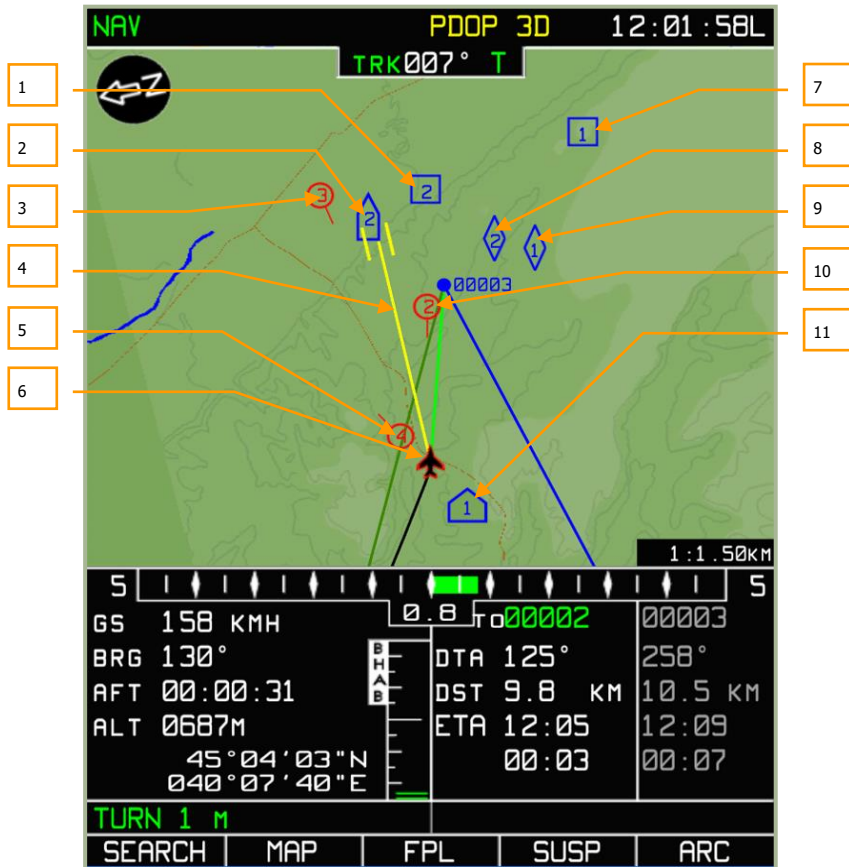 NAV PDOP 3D 12:01:58L
TRK007° T
N
1
2
3
4
5
6
7
8
9
10
11
1
2
3
2
2
1
00003
2
4
1
1:1.50KM
5 5
0.8
GS 158 KMH
BRG 130°
AFT 00:00:31
ALT 0687M
45°04'03"N
040°07'40"E
B
H
A
B
TO00002
DTA 125°
DST 9.8 KM
ETA 12:05
00:03
00003
258°
10.5 KM
12:09
00:07
TURN 1 M
SEARCH MAP FPL SUSP ARC